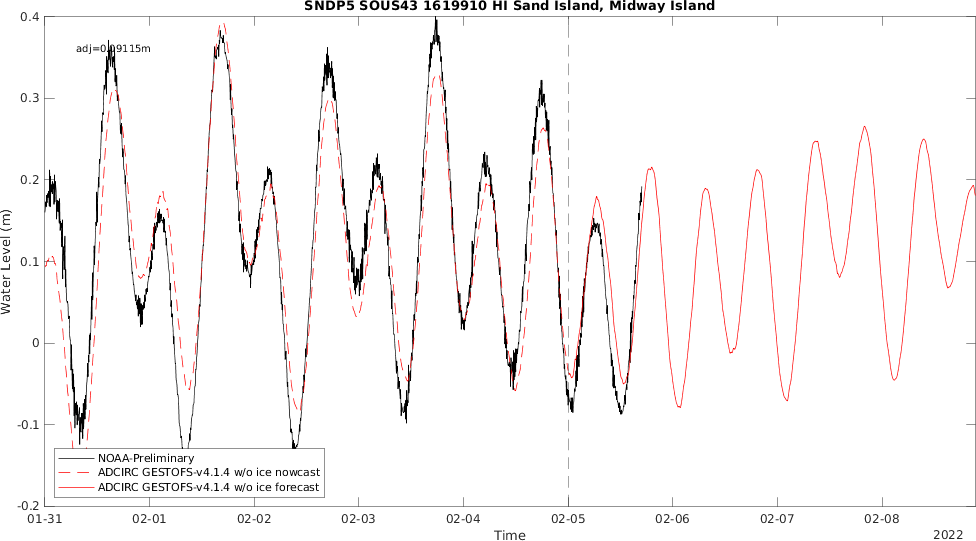 SNDP5 SOUS43 1619910 HI Sand Island, Midway Island
0.4
adj=0.09115m
0.3
0.2
0.1
0
-0.1
-0.2
Water Level (m)
NOAA-Preliminary
ADCIRC GESTOFS-v4.1.4 w/o ice nowcast
ADCIRC GESTOFS-v4.1.4 w/o ice forecast
01-31 02-01 02-02 02-03 02-04 02-05 02-06 02-07 02-08
Time
2022